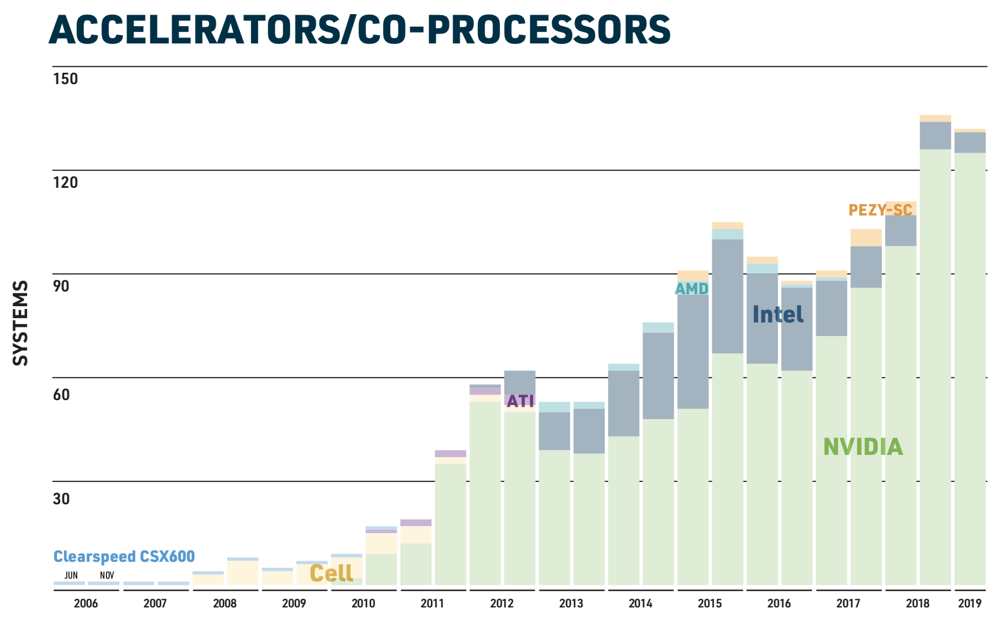 ACCELERATORS/CO-PROCESSORS
150
120
PEZY-SC
90
AMD
SYSTEMS
Intel
60
ATI
NVIDIA
30
Clearspeed CSX600
Cell
JUN NOV
2006 2007 2008 2009 2010 2011 2012 2013 2014 2015 2016 2017 2018 2019